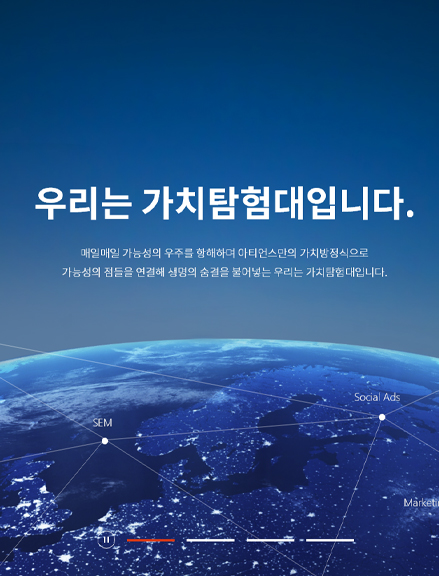 우리는 가치탐험대입니다.
매일매일 가능성의 우주를 항해하며 아티언스만의 가치방정식으로
가능성의 점들을 연결해 생명의 숨결을 불어넣는 우리는 가치탐험대입니다.
Social Ads
SEM
Marketin